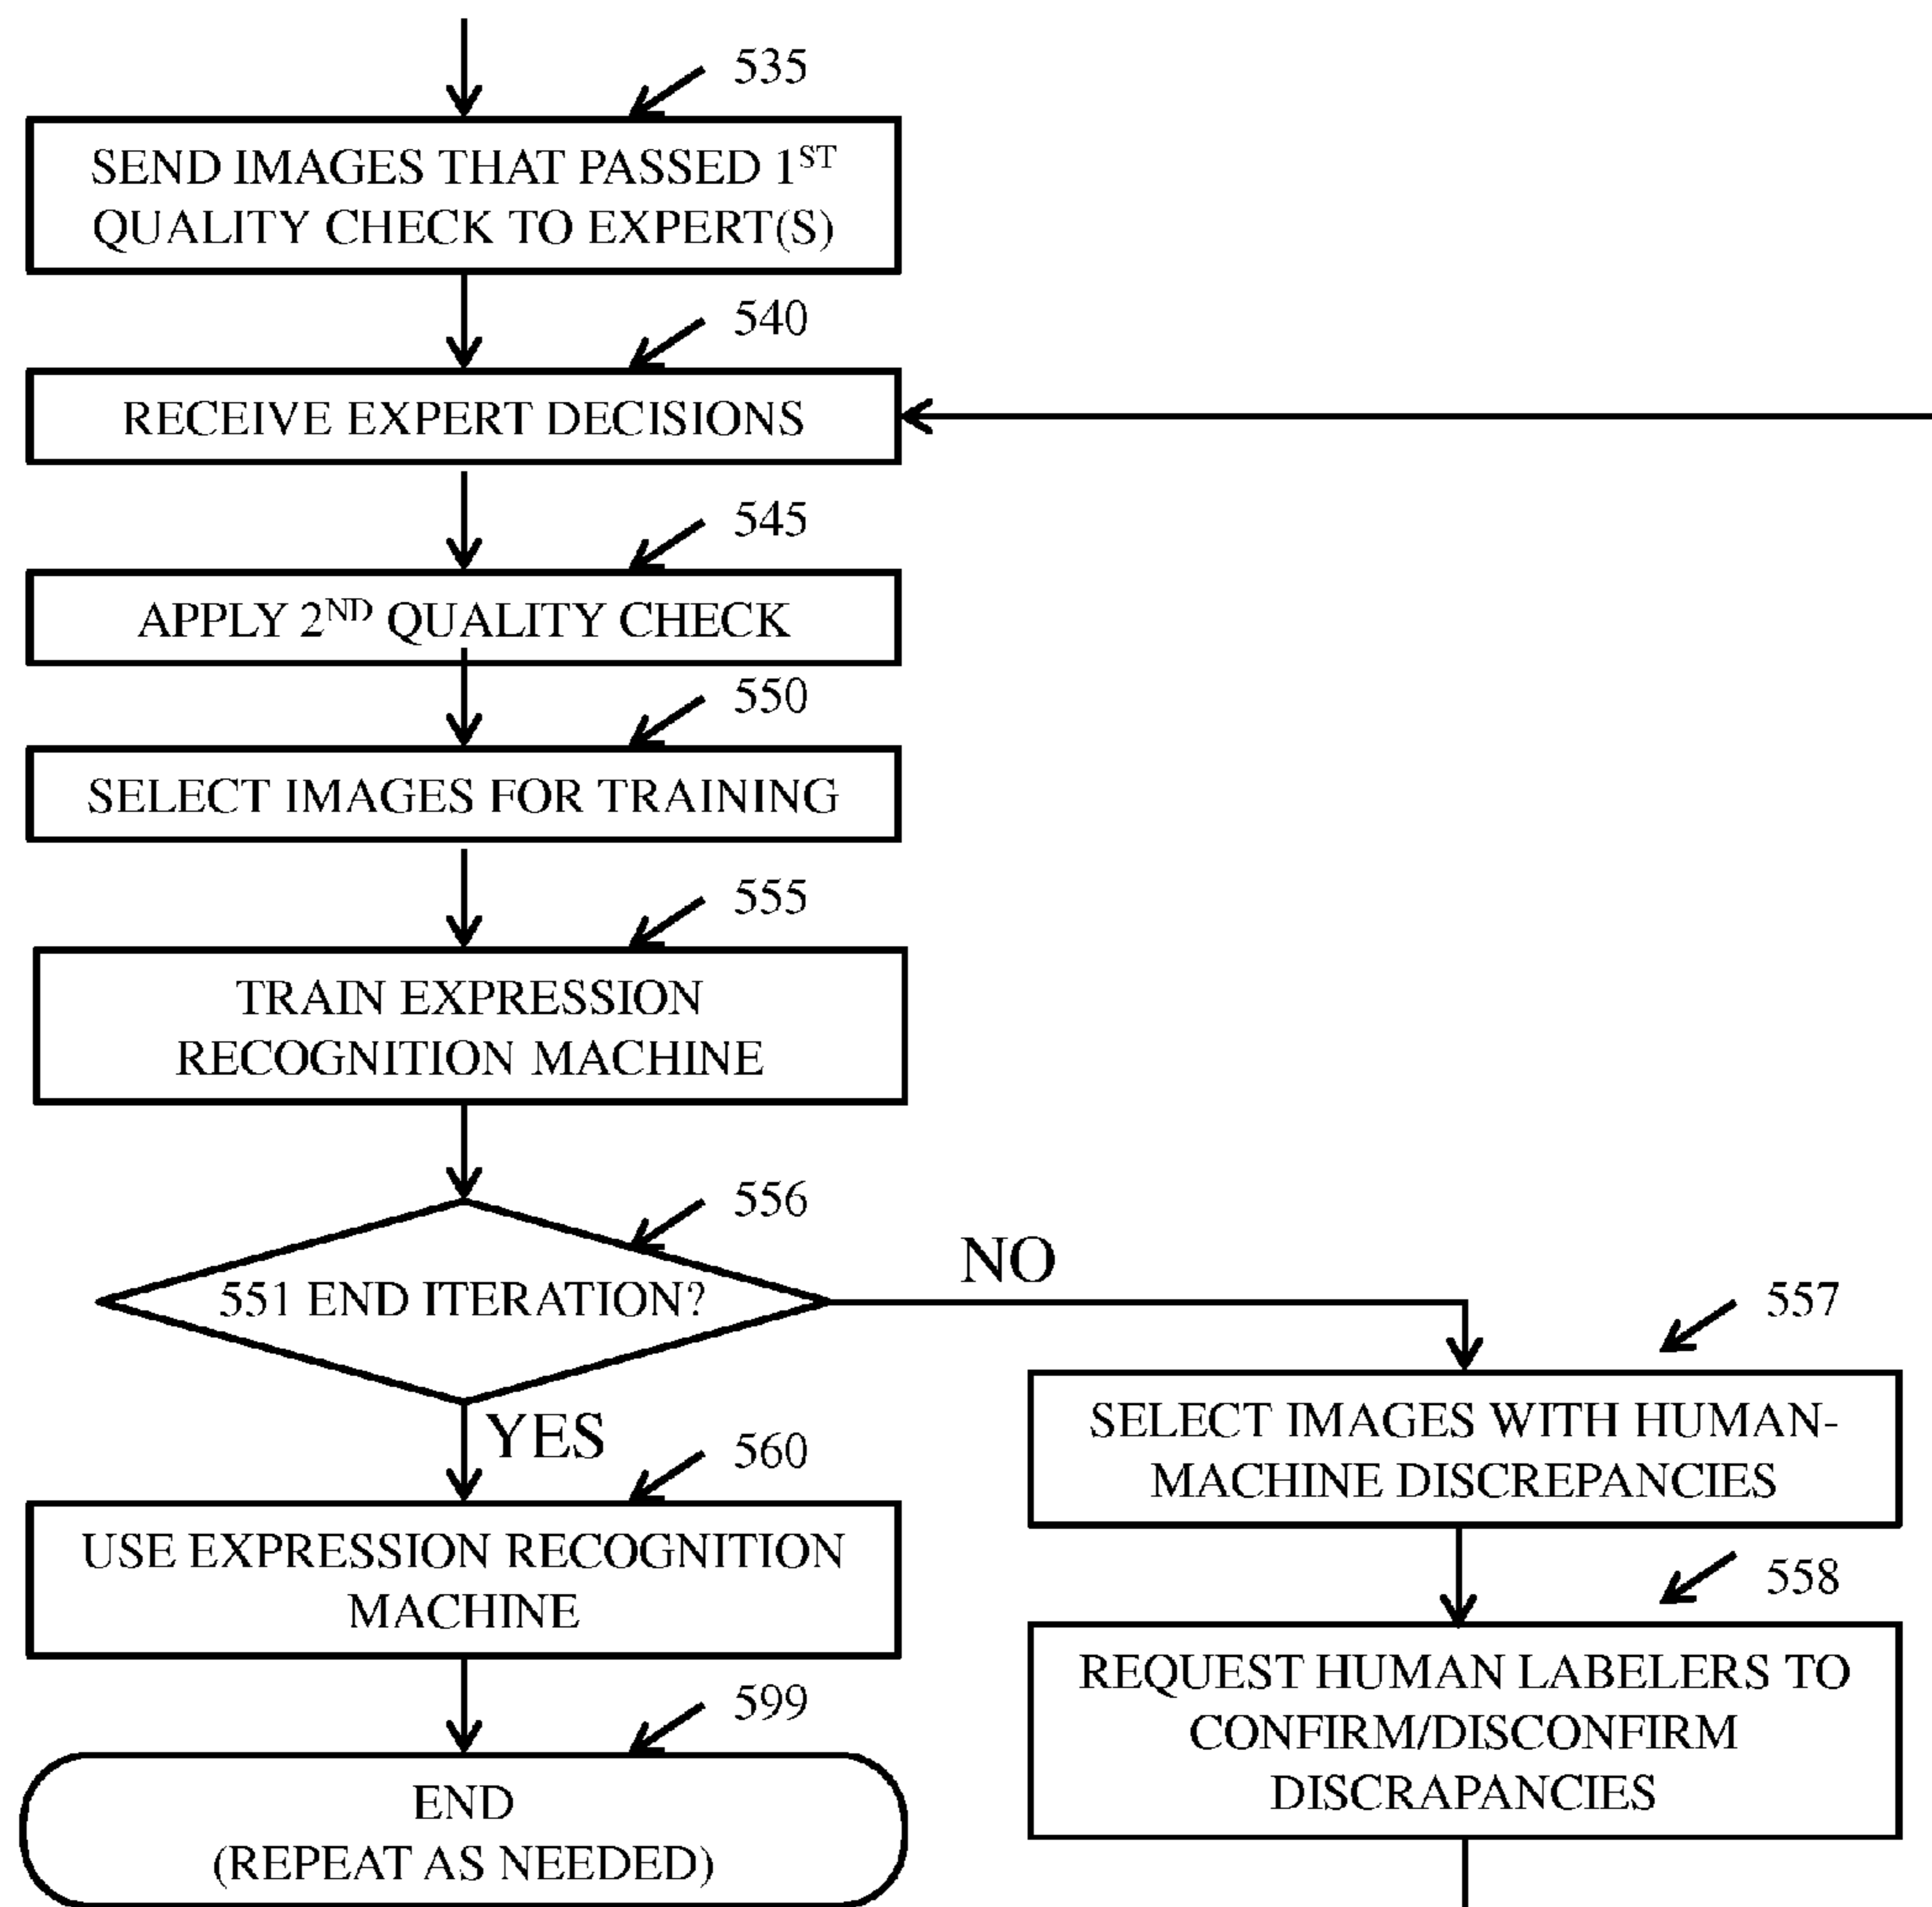 535
SEND IMAGES THAT PASSED 1ST
QUALITY CHECK TO EXPERT(S)
540
RECEIVE EXPERT DECISIONS
545
APPLY 2ND QUALITY CHECK
550
SELECT IMAGES FOR TRAINING
555
TRAIN EXPRESSION
RECOGNITION MACHINE
556
551 END ITERATION?
NO
YES
557
SELECT IMAGES WITH HUMAN-
MACHINE DISCREPANCIES
558
REQUEST HUMAN LABELERS TO
CONFIRM/DISCONFIRM
DISCRAPANCIES
560
USE EXPRESSION RECOGNITION
MACHINE
599
END
(REPEAT AS NEEDED)